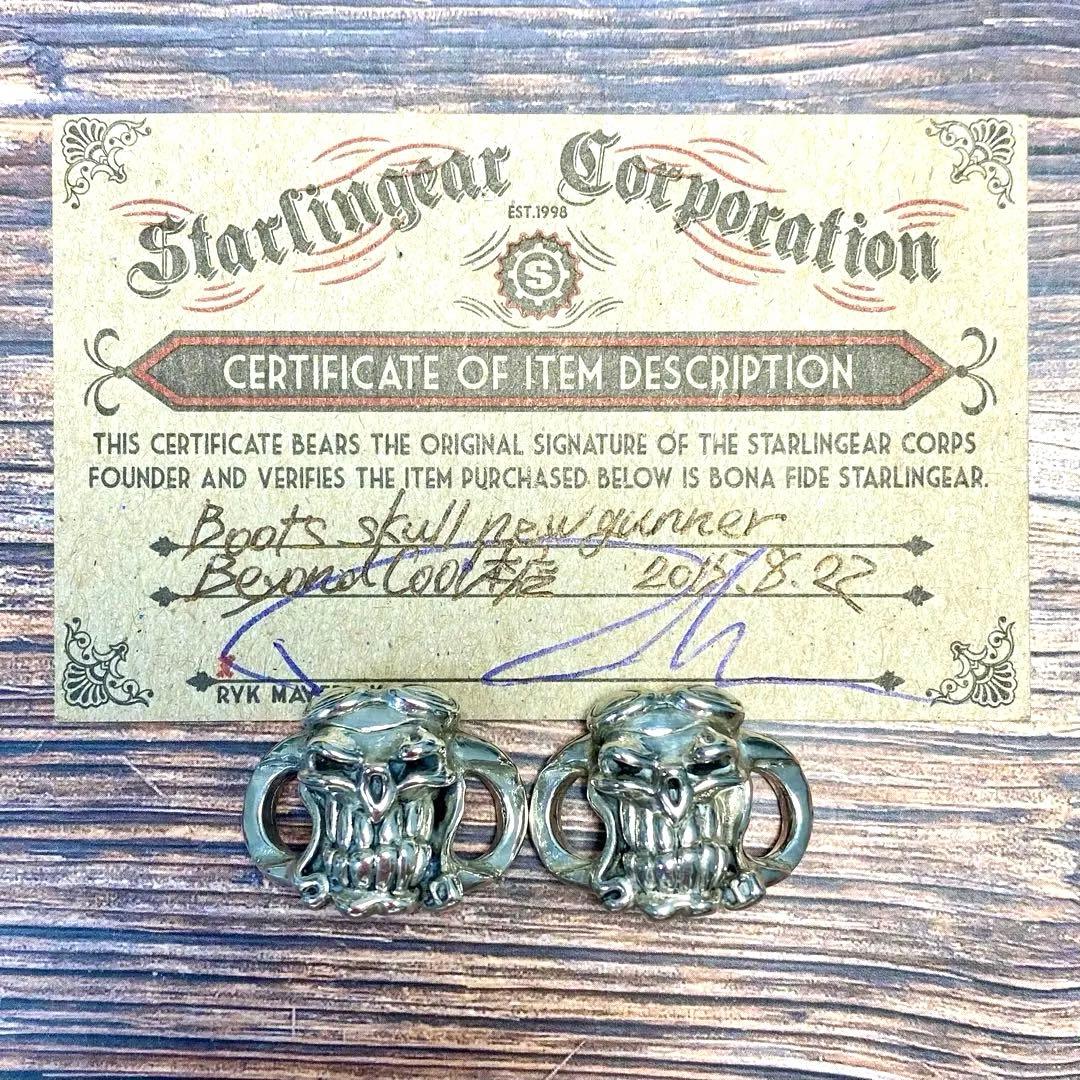 Starlingear Corporation
EST.1998
S
CERTIFICATE OF ITEM DESCRIPTION
THIS CERTIFICATE BEARS THE ORIGINAL SIGNATURE OF THE STARLINGEAR CORPS
FOUNDER AND VERIFIES THE ITEM PURCHASED BELOW IS BONA FIDE STARLINGEAR.
Boots skull new gunner
Beyond Cool本店
X
RYK